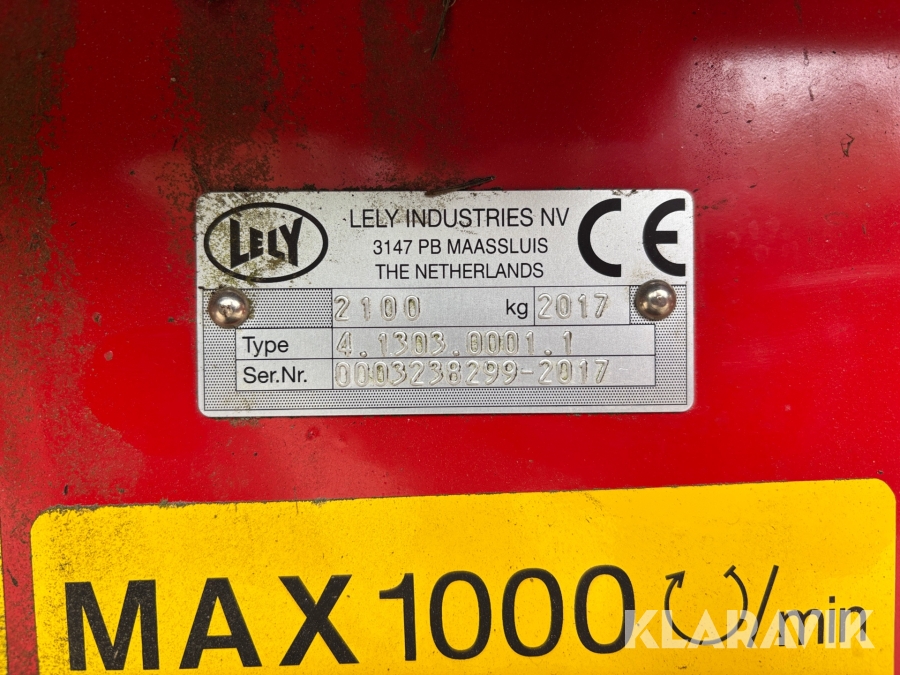 LELY
LELY INDUSTRIES NV
3147 PB MAASSLUIS
THE NETHERLANDS
CE
2100 kg 2017
Type 4.1303.0001.1
Ser.Nr. 0003238299-2017
MAX 1000 /min
KLARAVIK